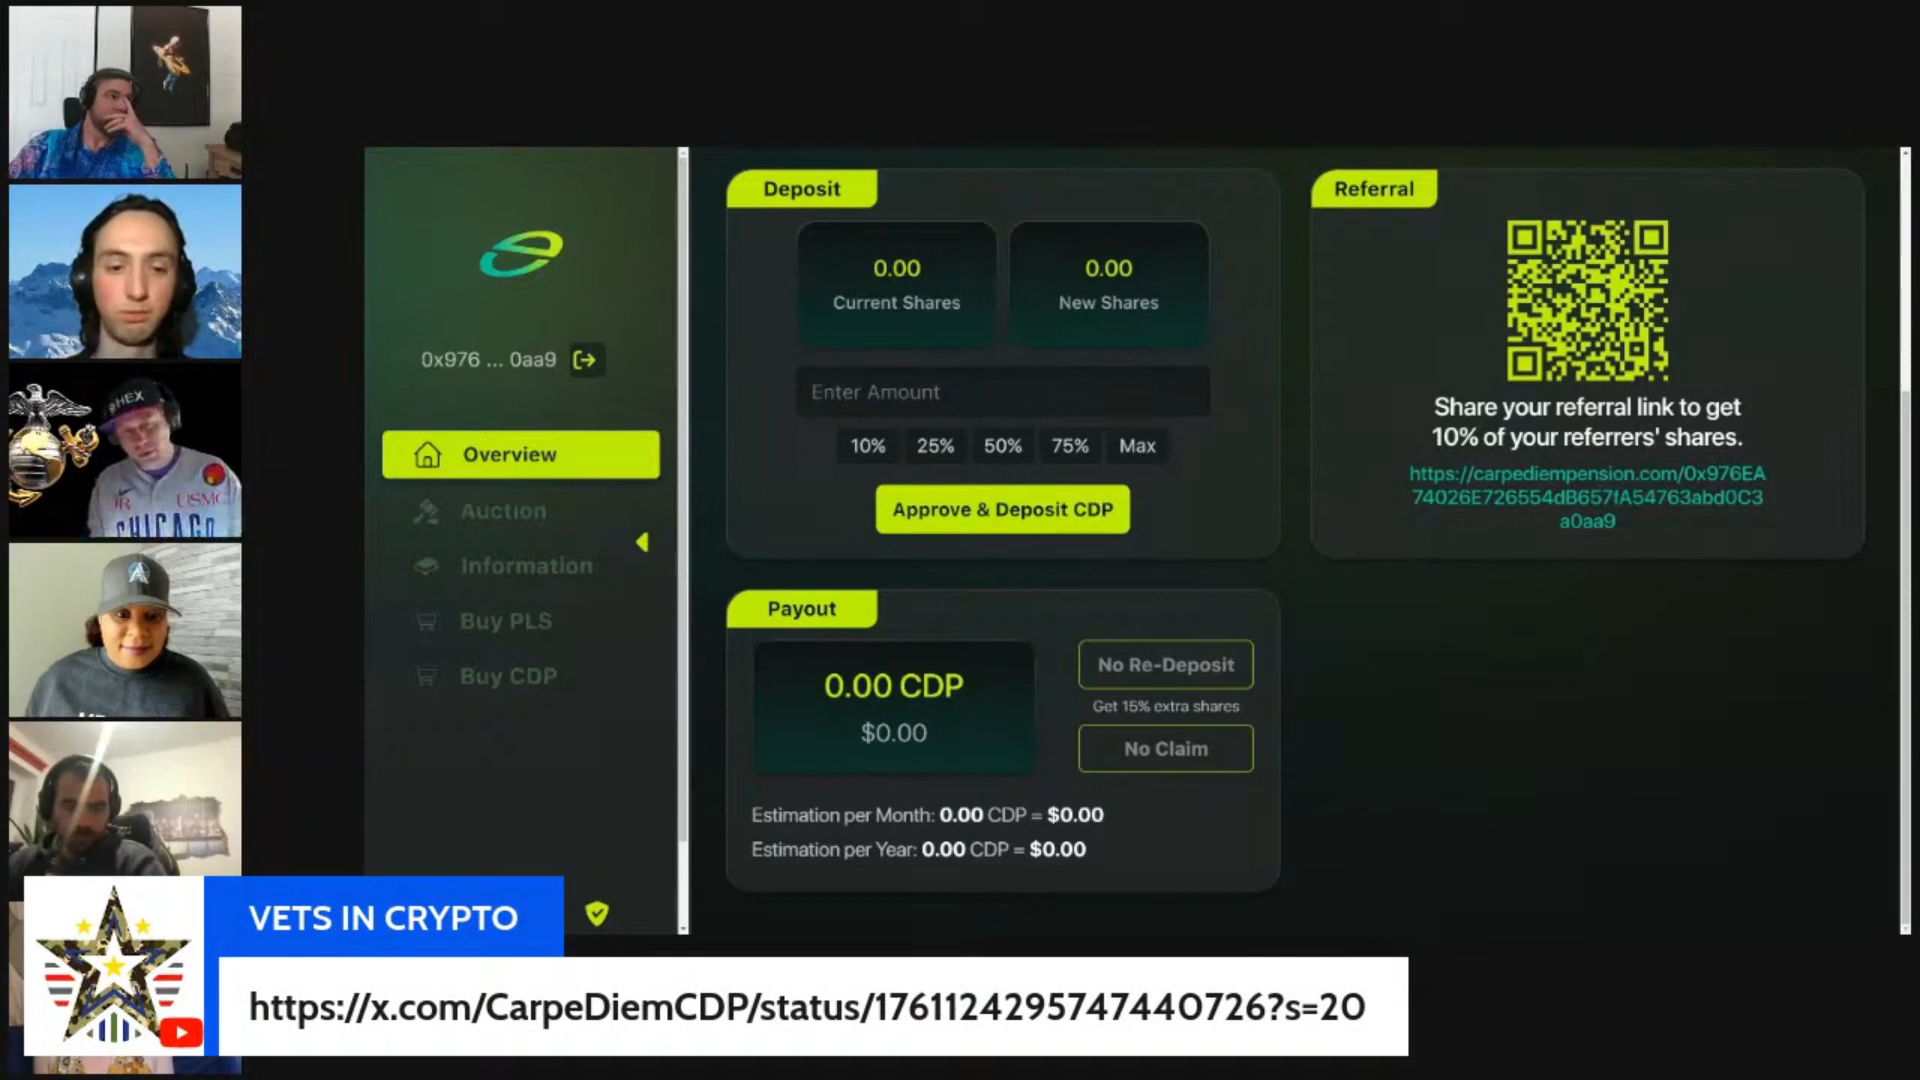 HEX
USMC
CHICAGO
0x976 ... 0aa9
Overview
Auction
Information
Buy PLS
Buy CDP
Deposit
0.00
Current Shares
0.00
New Shares
Enter Amount
10% 25% 50% 75% Max
Approve & Deposit CDP
Referral
Share your referral link to get
10% of your referrers' shares.
https://carpediempension.com/0x976EA
74026E726554dB657fA54763abd0C3
a0aa9
Payout
0.00 CDP
$0.00
No Re-Deposit
Get 15% extra shares
No Claim
Estimation per Month: 0.00 CDP = $0.00
Estimation per Year: 0.00 CDP = $0.00
VETS IN CRYPTO
https://x.com/CarpeDiemCDP/status/1761124295747440726?s=20